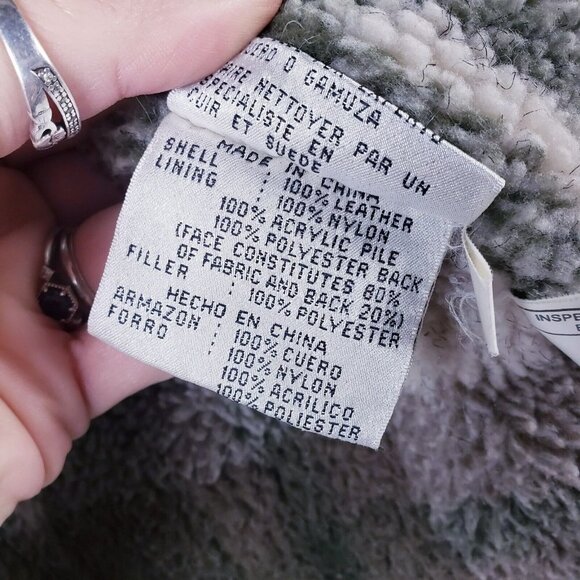 O GAMUZA
FAIRE NETTOYER PAR UN
SPECIALISTE EN
CUIR ET SUEDE
MADE IN CHINA
SHELL : 100% LEATHER
LINING : 100% NYLON
100% ACRYLIC PILE
100% POLYESTER BACK
(FACE CONSTITUTES 80%
OF FABRIC AND BACK 20%)
FILLER : 100% POLYESTER
HECHO EN CHINA
ARMAZON : 100% CUERO
FORRO : 100% NYLON
100% ACRILICO
100% POLIESTER
INSPE